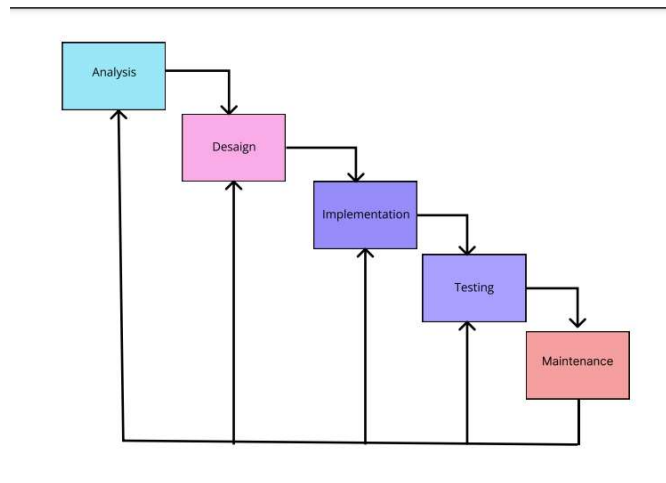 Analysis
Desaign
Implementation
Testing
Maintenance